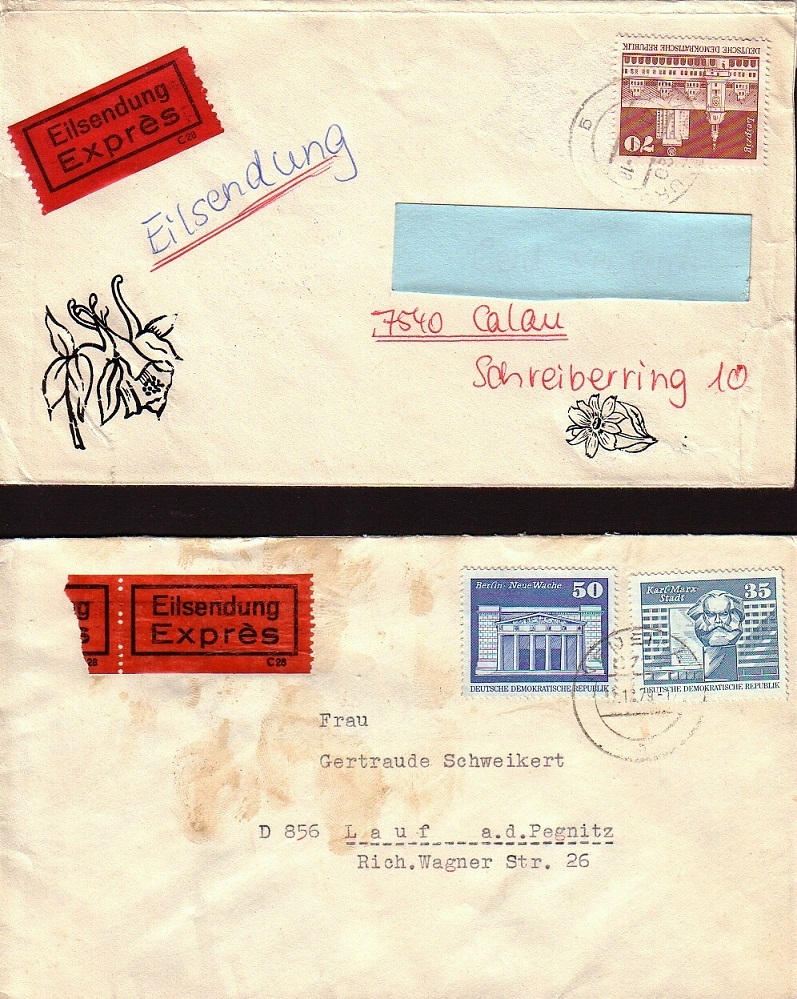 Eilsendung
Exprès
C 28
DEUTSCHE DEMOKRATISCHE REPUBLIK
Leipzig
70
Eilsendung
7540 Calau
Schreiberring 10
Eilsendung
Exprès
C 28
28
Berlin · Neue Wache 50
DEUTSCHE DEMOKRATISCHE REPUBLIK
Karl-Marx-
Stadt
35
DEUTSCHE DEMOKRATISCHE REPUBLIK
Frau
Gertraude Schweikert
D 856 Lauf a.d.Pegnitz
Rich.Wagner Str. 26